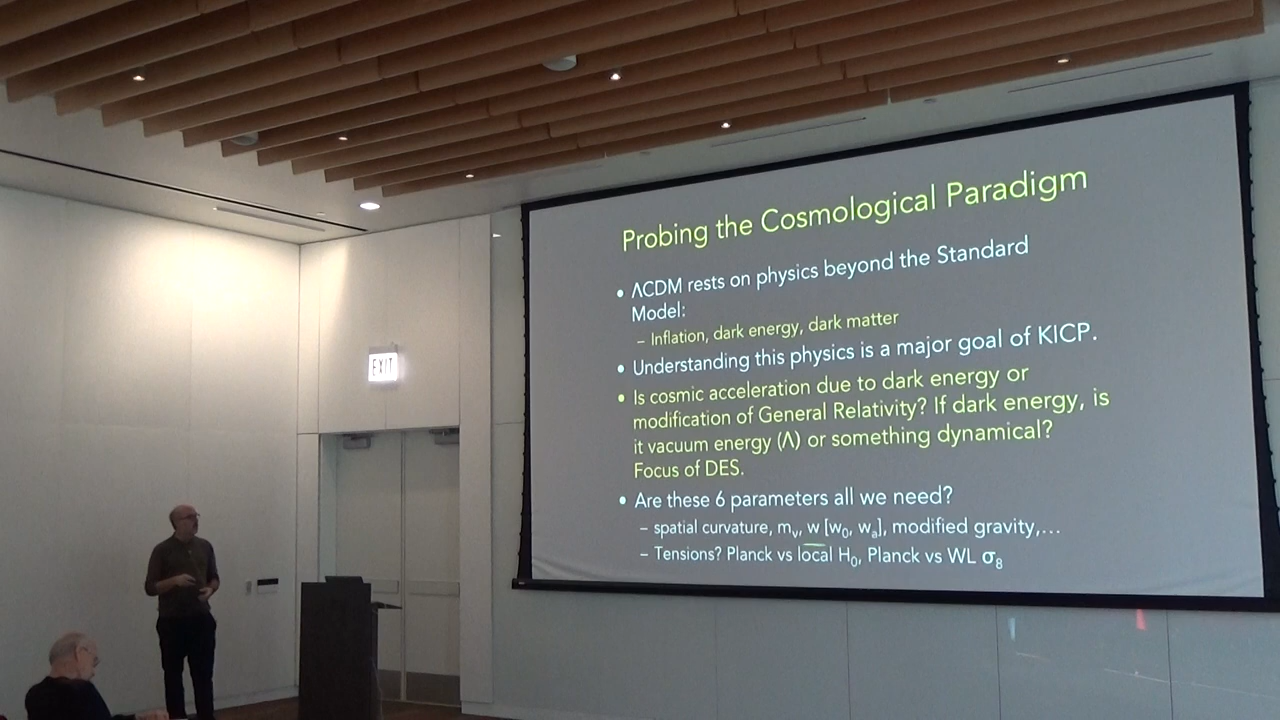 Probing the Cosmological Paradigm
• ΛCDM rests on physics beyond the Standard
Model:
– Inflation, dark energy, dark matter
• Understanding this physics is a major goal of KICP.
• Is cosmic acceleration due to dark energy or
modification of General Relativity? If dark energy, is
it vacuum energy (Λ) or something dynamical?
Focus of DES.
• Are these 6 parameters all we need?
– spatial curvature, mᵥ, w [w₀, wₐ], modified gravity,…
– Tensions? Planck vs local H₀, Planck vs WL σ₈
EXIT